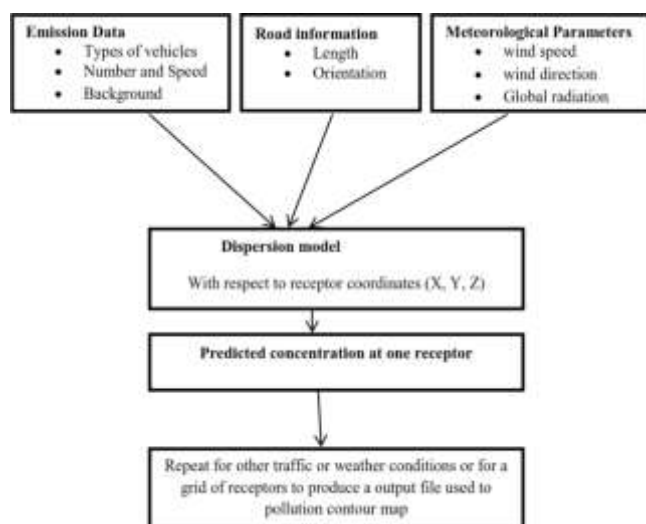 Emission Data
• Types of vehicles
• Number and Speed
• Background
Road information
• Length
• Orientation
Meteorological Parameters
• wind speed
• wind direction
• Global radiation
Dispersion model
With respect to receptor coordinates (X, Y, Z)
Predicted concentration at one receptor
Repeat for other traffic or weather conditions or for a
grid of receptors to produce a output file used to
pollution contour map